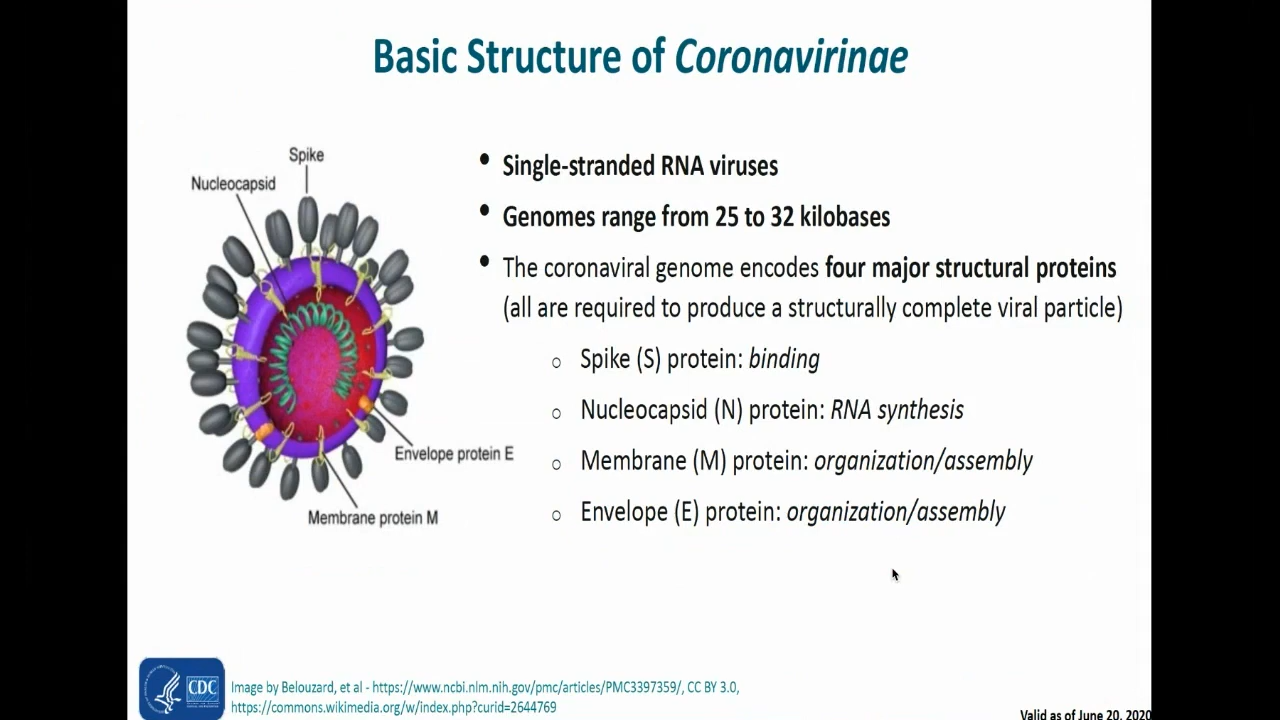 Basic Structure of Coronavirinae
Spike
Nucleocapsid
Envelope protein E
Membrane protein M
• Single-stranded RNA viruses
• Genomes range from 25 to 32 kilobases
• The coronaviral genome encodes four major structural proteins
(all are required to produce a structurally complete viral particle)
o Spike (S) protein: binding
o Nucleocapsid (N) protein: RNA synthesis
o Membrane (M) protein: organization/assembly
o Envelope (E) protein: organization/assembly
CDC
Image by Belouzard, et al - https://www.ncbi.nlm.nih.gov/pmc/articles/PMC3397359/, CC BY 3.0,
https://commons.wikimedia.org/w/index.php?curid=2644769
Valid as of June 20, 2020